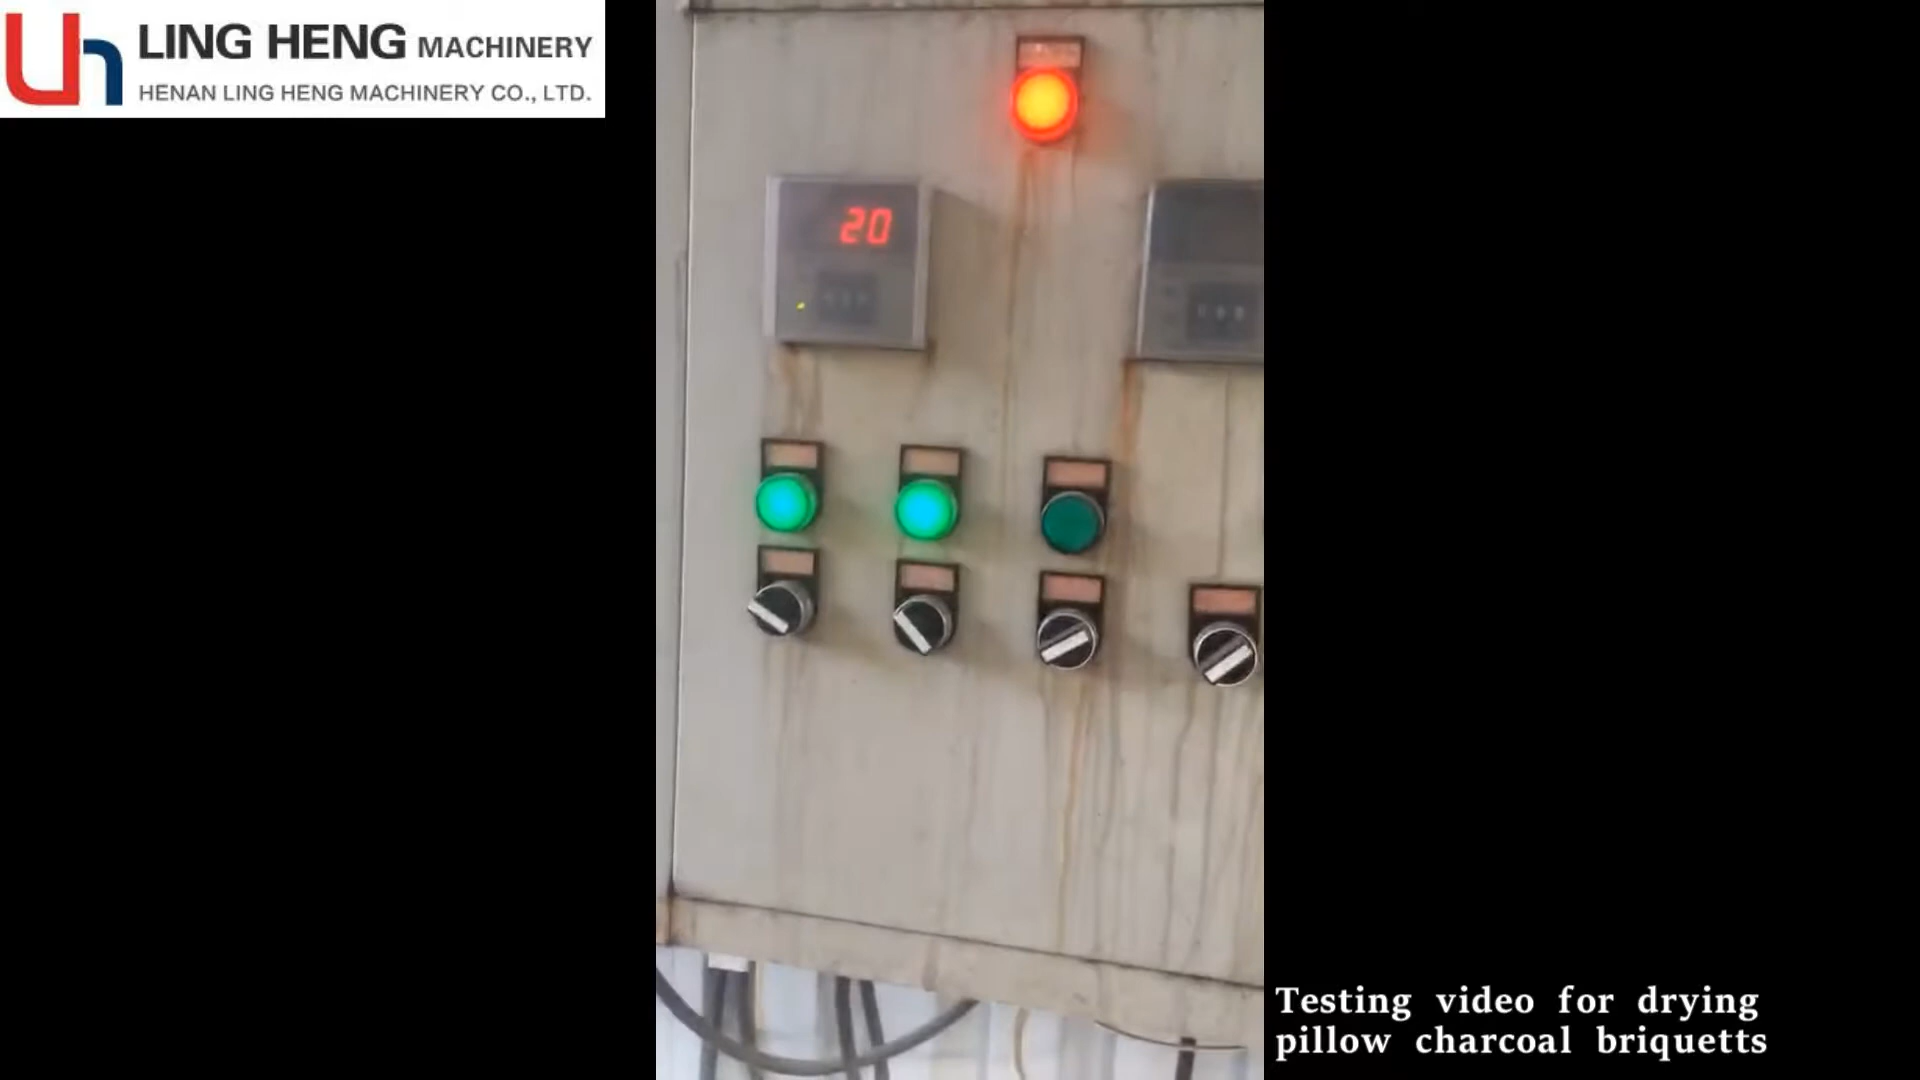 LING HENG MACHINERY
HENAN LING HENG MACHINERY CO., LTD.
20
Testing video for drying
pillow charcoal briquetts